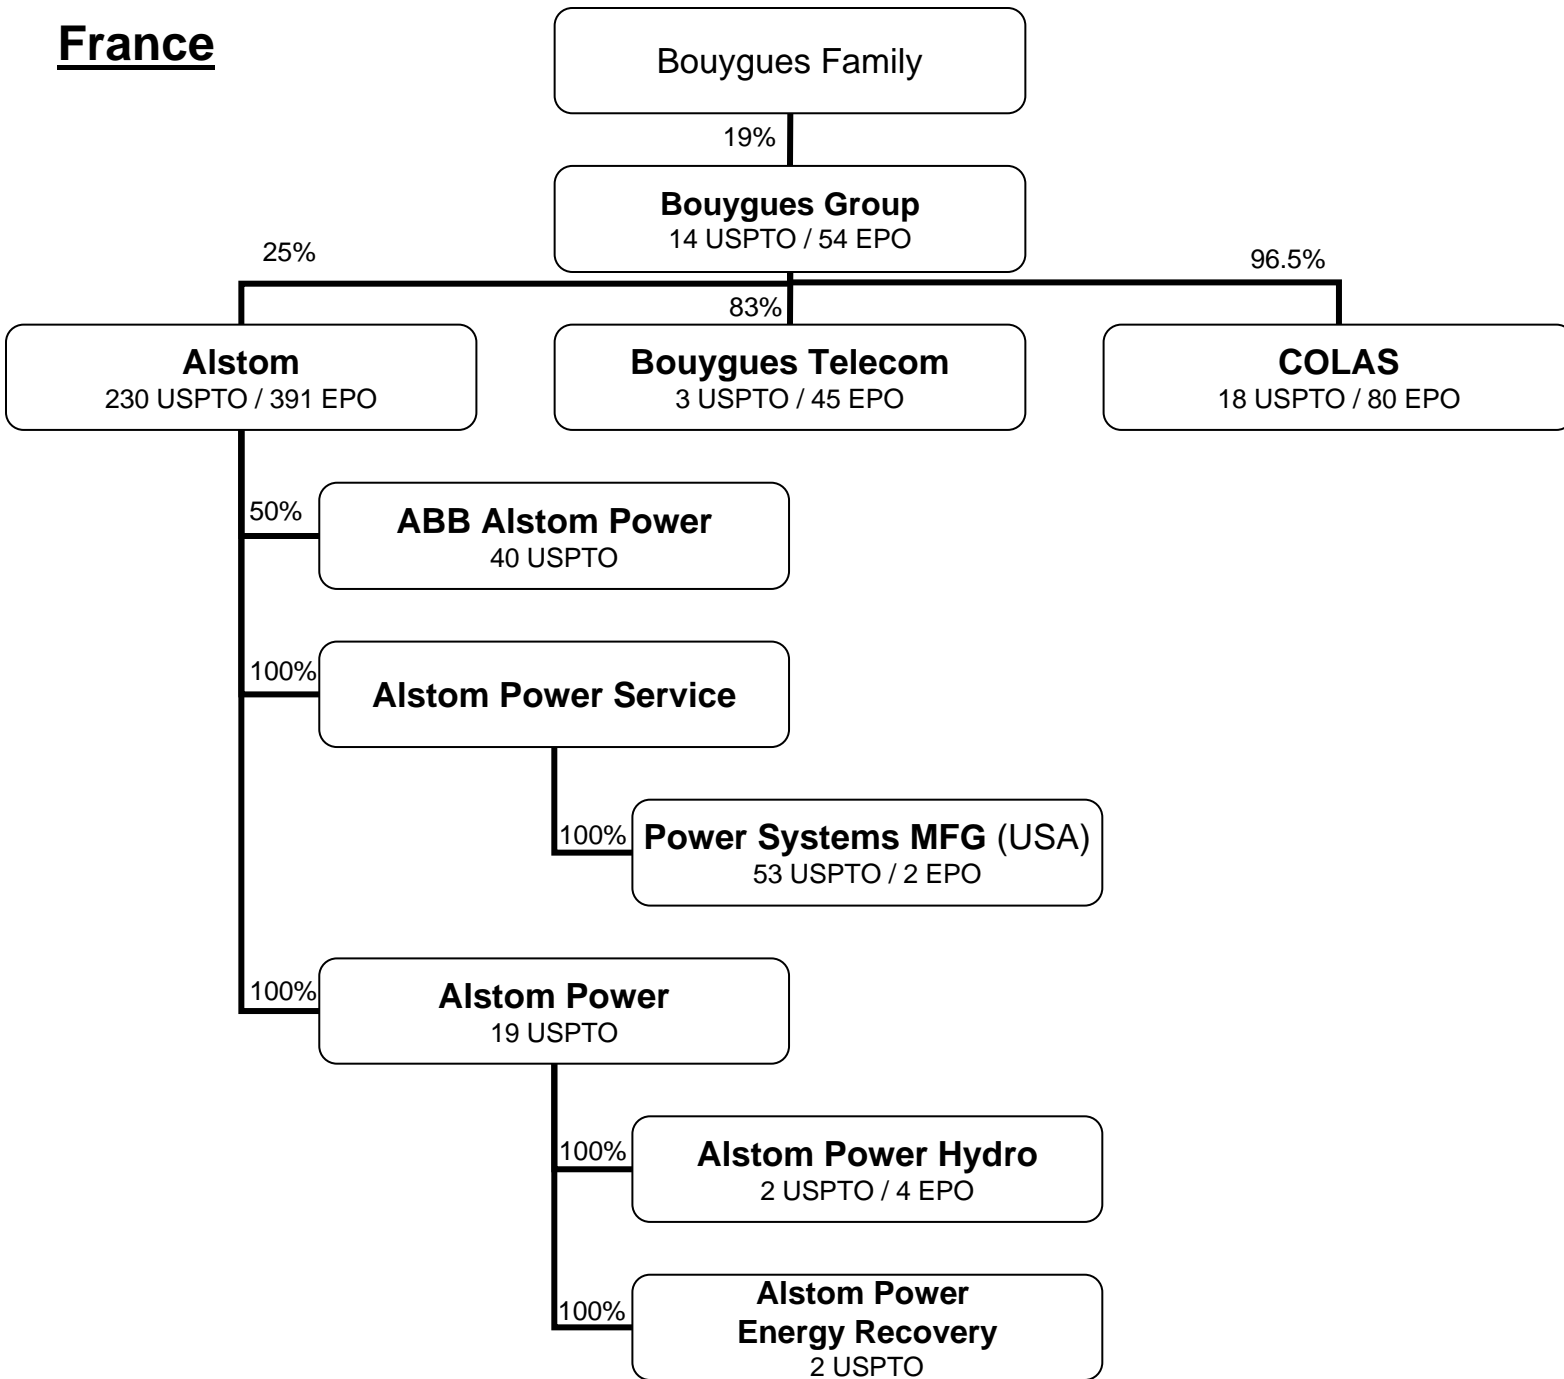 France
Bouygues Family
19%
Bouygues Group
14 USPTO / 54 EPO
25%
96.5%
83%
Alstom
230 USPTO / 391 EPO
Bouygues Telecom
3 USPTO / 45 EPO
COLAS
18 USPTO / 80 EPO
50%
ABB Alstom Power
40 USPTO
100%
Alstom Power Service
100%
Power Systems MFG (USA)
53 USPTO / 2 EPO
100%
Alstom Power
19 USPTO
100%
Alstom Power Hydro
2 USPTO / 4 EPO
100%
Alstom Power
Energy Recovery
2 USPTO